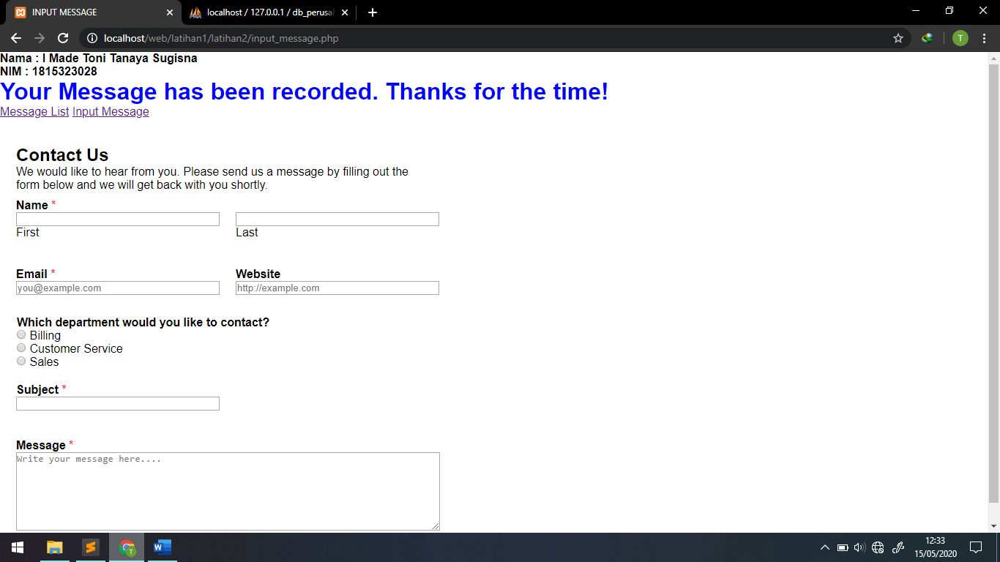 INPUT MESSAGE
localhost / 127.0.0.1 / db_perusa
localhost/web/latihan1/latihan2/input_message.php
T
Nama : I Made Toni Tanaya Sugisna
NIM : 1815323028
Your Message has been recorded. Thanks for the time!
Message List Input Message
Contact Us
We would like to hear from you. Please send us a message by filling out the
form below and we will get back with you shortly.
Name *
First Last
Email * Website
you@example.com http://example.com
Which department would you like to contact?
Billing
Customer Service
Sales
Subject *
Message *
Write your message here....
12:33
15/05/2020